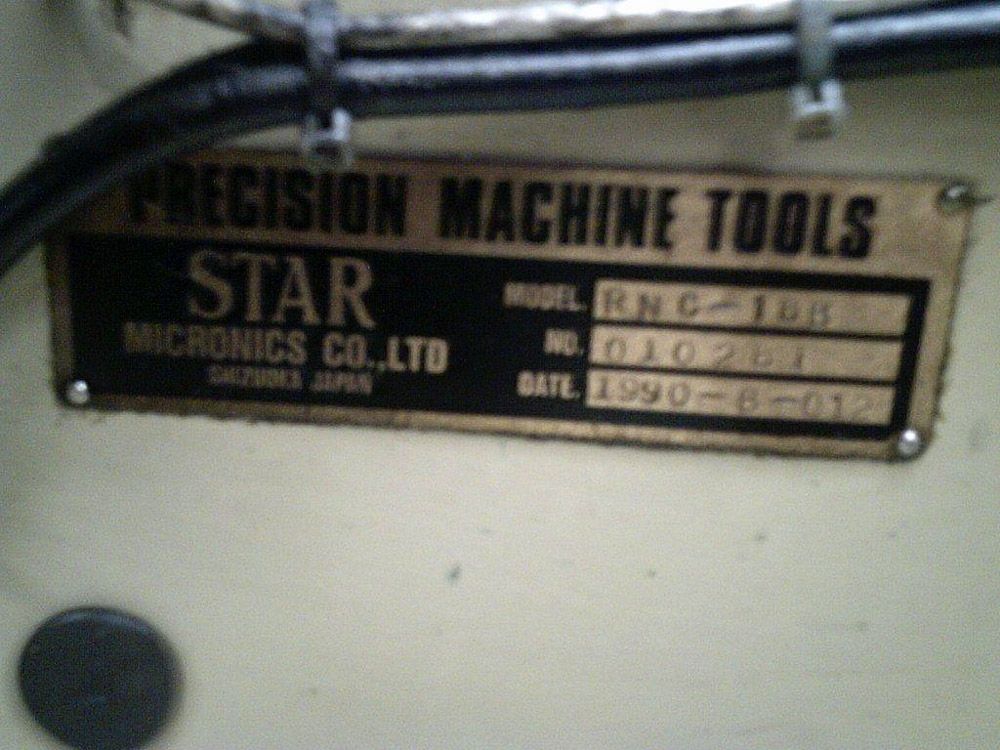 PRECISION MACHINE TOOLS
STAR
MICRONICS CO.,LTD
SHIZUOKA JAPAN
MODEL. RNC-16B
NO.
DATE.